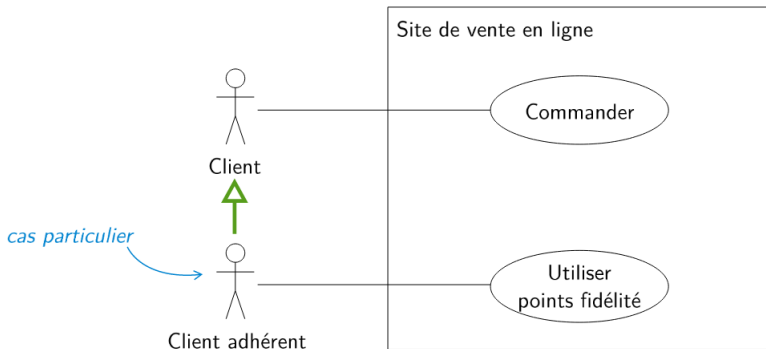 Site de vente en ligne
Commander
Client
cas particulier
Utiliser
points fidélité
Client adhérent